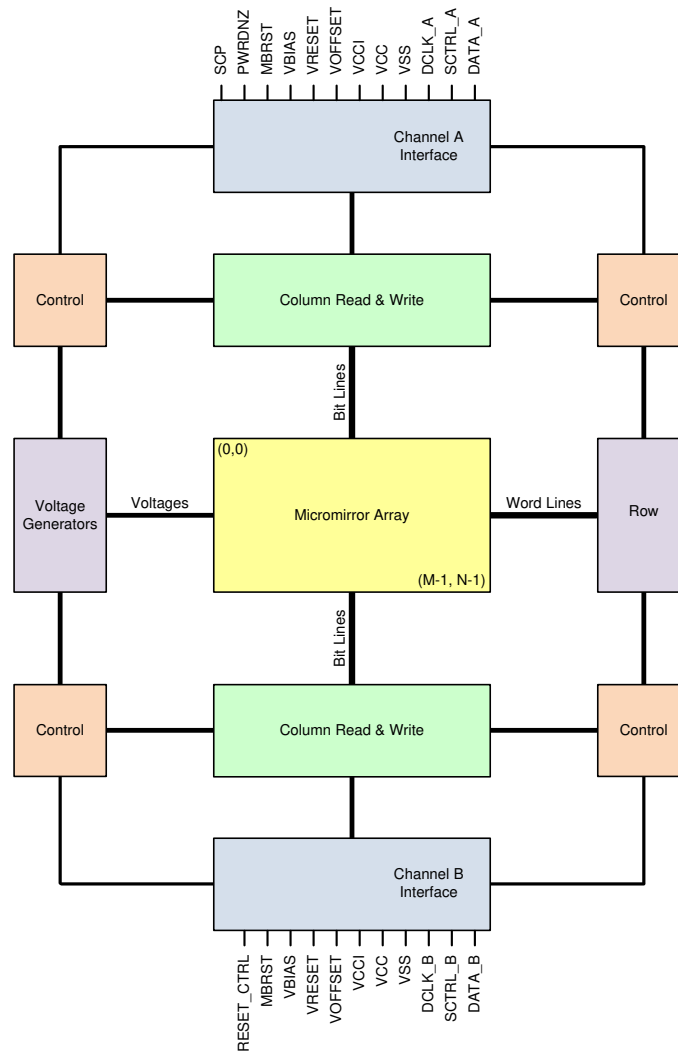 SCP
PWRDNZ
MBRST
VBIAS
VRESET
VOFFSET
VCCI
VCC
VSS
DCLK_A
SCTRL_A
DATA_A
Channel A
Interface
Control
Column Read & Write
Control
Bit Lines
(0,0)
Voltage
Generators
Voltages
Micromirror Array
Word Lines
Row
(M-1, N-1)
Bit Lines
Control
Column Read & Write
Control
Channel B
Interface
RESET_CTRL
MBRST
VBIAS
VRESET
VOFFSET
VCCI
VCC
VSS
DCLK_B
SCTRL_B
DATA_B